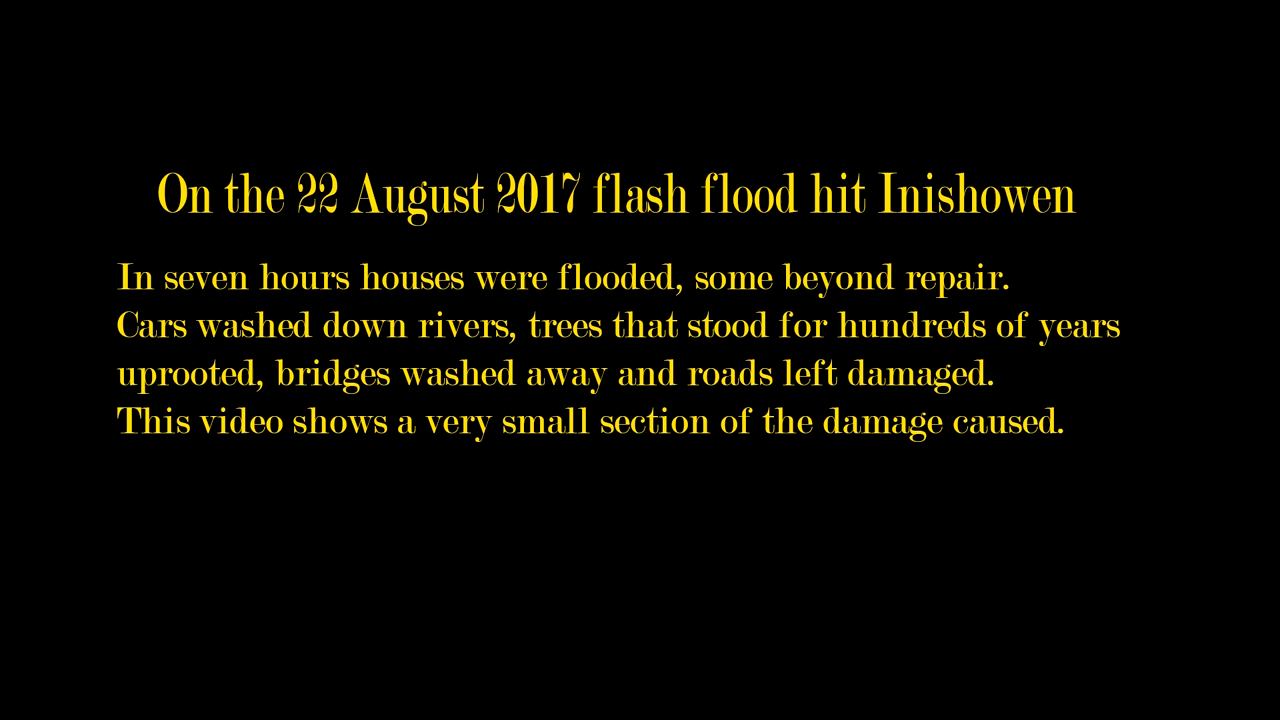 On the 22 August 2017 flash flood hit Inishowen
In seven hours houses were flooded, some beyond repair.
Cars washed down rivers, trees that stood for hundreds of years
uprooted, bridges washed away and roads left damaged.
This video shows a very small section of the damage caused.